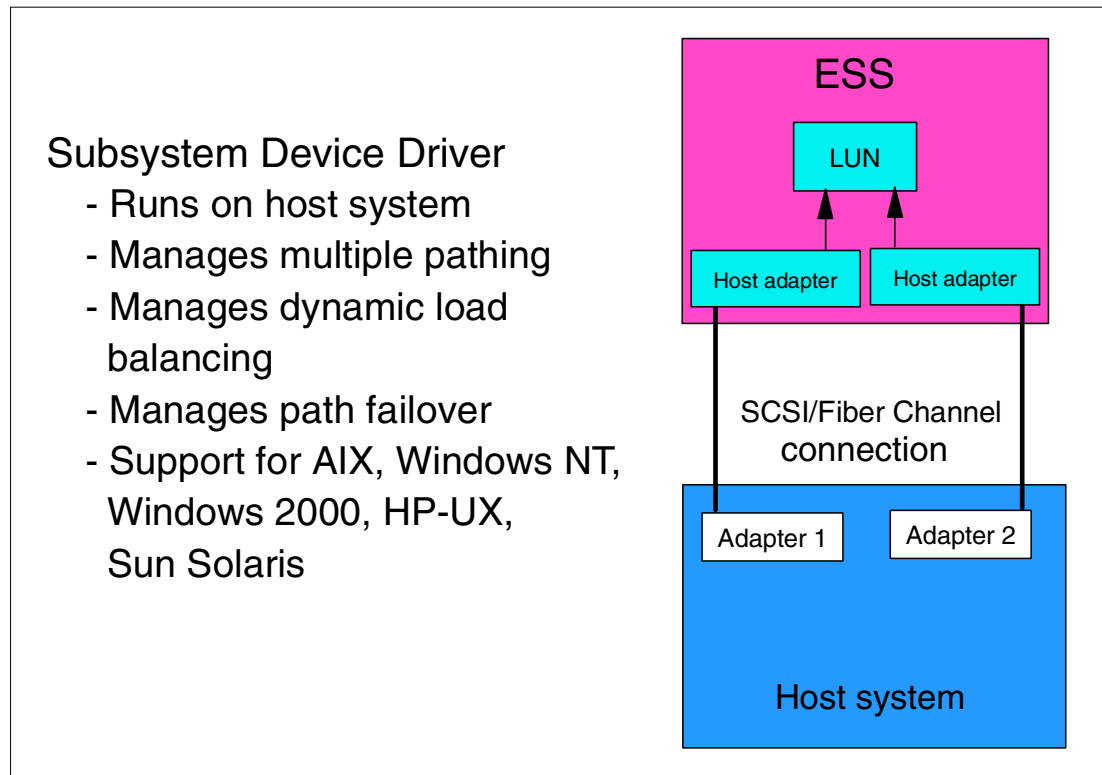 Subsystem Device Driver
- Runs on host system
- Manages multiple pathing
- Manages dynamic load
balancing
- Manages path failover
- Support for AIX, Windows NT,
Windows 2000, HP-UX,
Sun Solaris
ESS
LUN
Host adapter
Host adapter
SCSI/Fiber Channel
connection
Adapter 1
Adapter 2
Host system